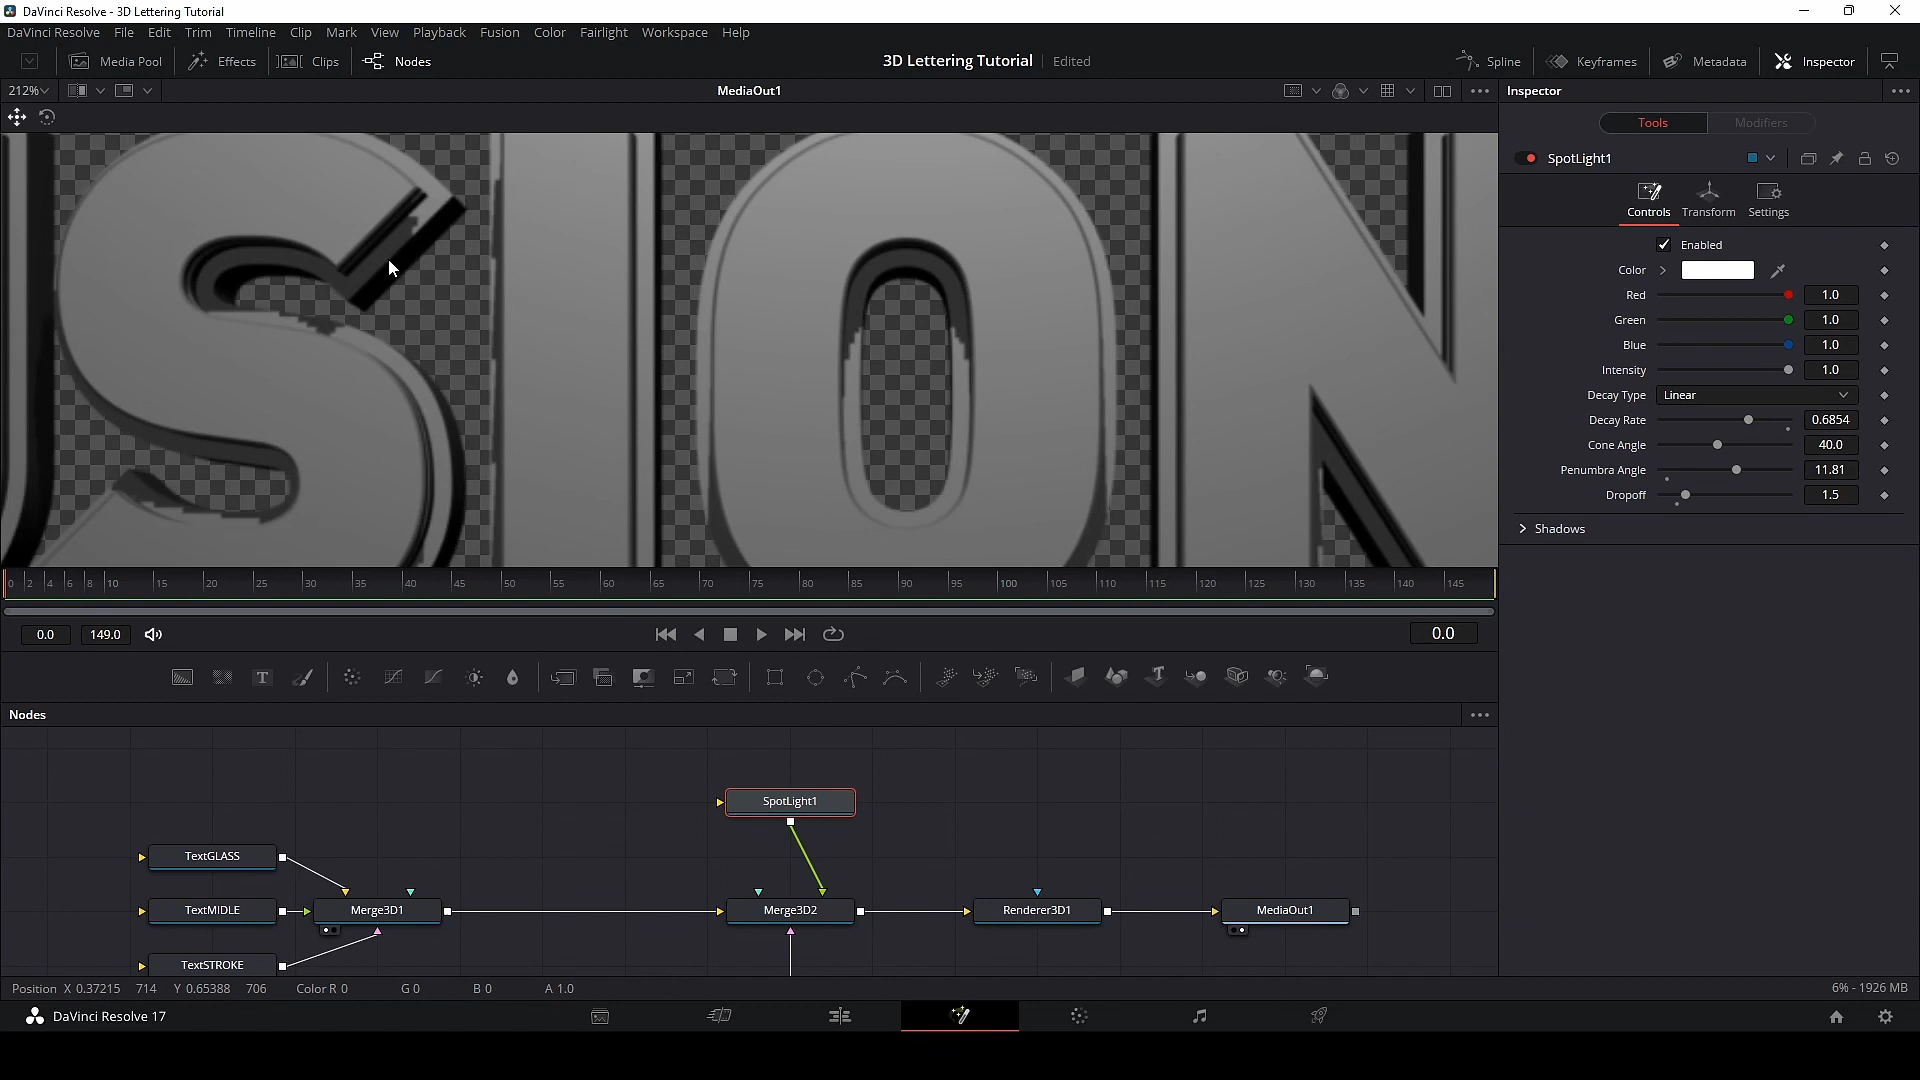 DaVinci Resolve - 3D Lettering Tutorial
DaVinci Resolve File Edit Trim Timeline Clip Mark View Playback Fusion Color Fairlight Workspace Help
Media Pool Effects Clips Nodes 3D Lettering Tutorial Edited Spline Keyframes Metadata Inspector
212% MediaOut1 Inspector
Tools Modifiers
SpotLight1
Controls Transform Settings
Enabled
Color
Red 1.0
Green 1.0
Blue 1.0
Intensity 1.0
Decay Type Linear
Decay Rate 0.6854
Cone Angle 40.0
Penumbra Angle 11.81
Dropoff 1.5
Shadows
SION
0 2 4 6 8 10 15 20 25 30 35 40 45 50 55 60 65 70 75 80 85 90 95 100 105 110 115 120 125 130 135 140 145
0.0 149.0 0.0
T
T
Nodes
SpotLight1
TextGLASS
TextMIDLE Merge3D1 Merge3D2 Renderer3D1 MediaOut1
TextSTROKE
Position X 0.37215 714 Y 0.65388 706 Color R 0 G 0 B 0 A 1.0 6% - 1926 MB
DaVinci Resolve 17